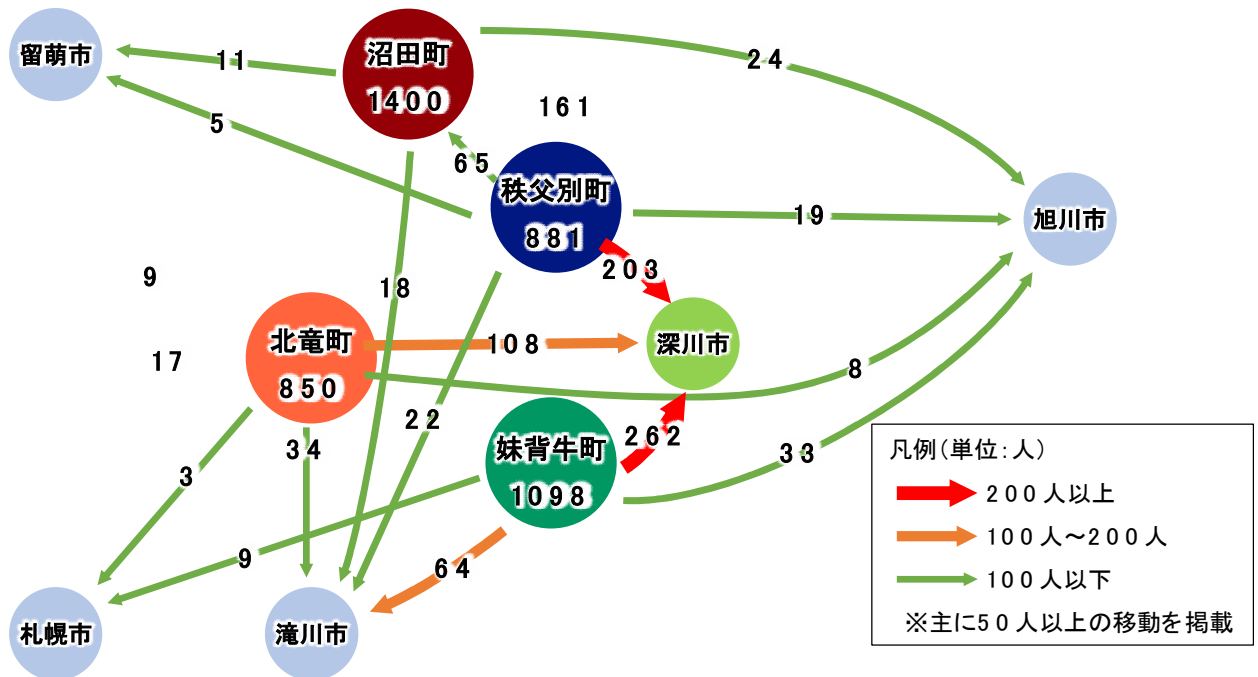 留萌市
11
沼田町
1400
24
5
65
161
秩父別町
881
19
旭川市
203
9
18
17
北竜町
850
108
深川市
8
22
34
妹背牛町
1098
262
33
3
9
64
札幌市
滝川市
凡例(単位:人)
200人以上
100人~200人
100人以下
※主に50人以上の移動を掲載